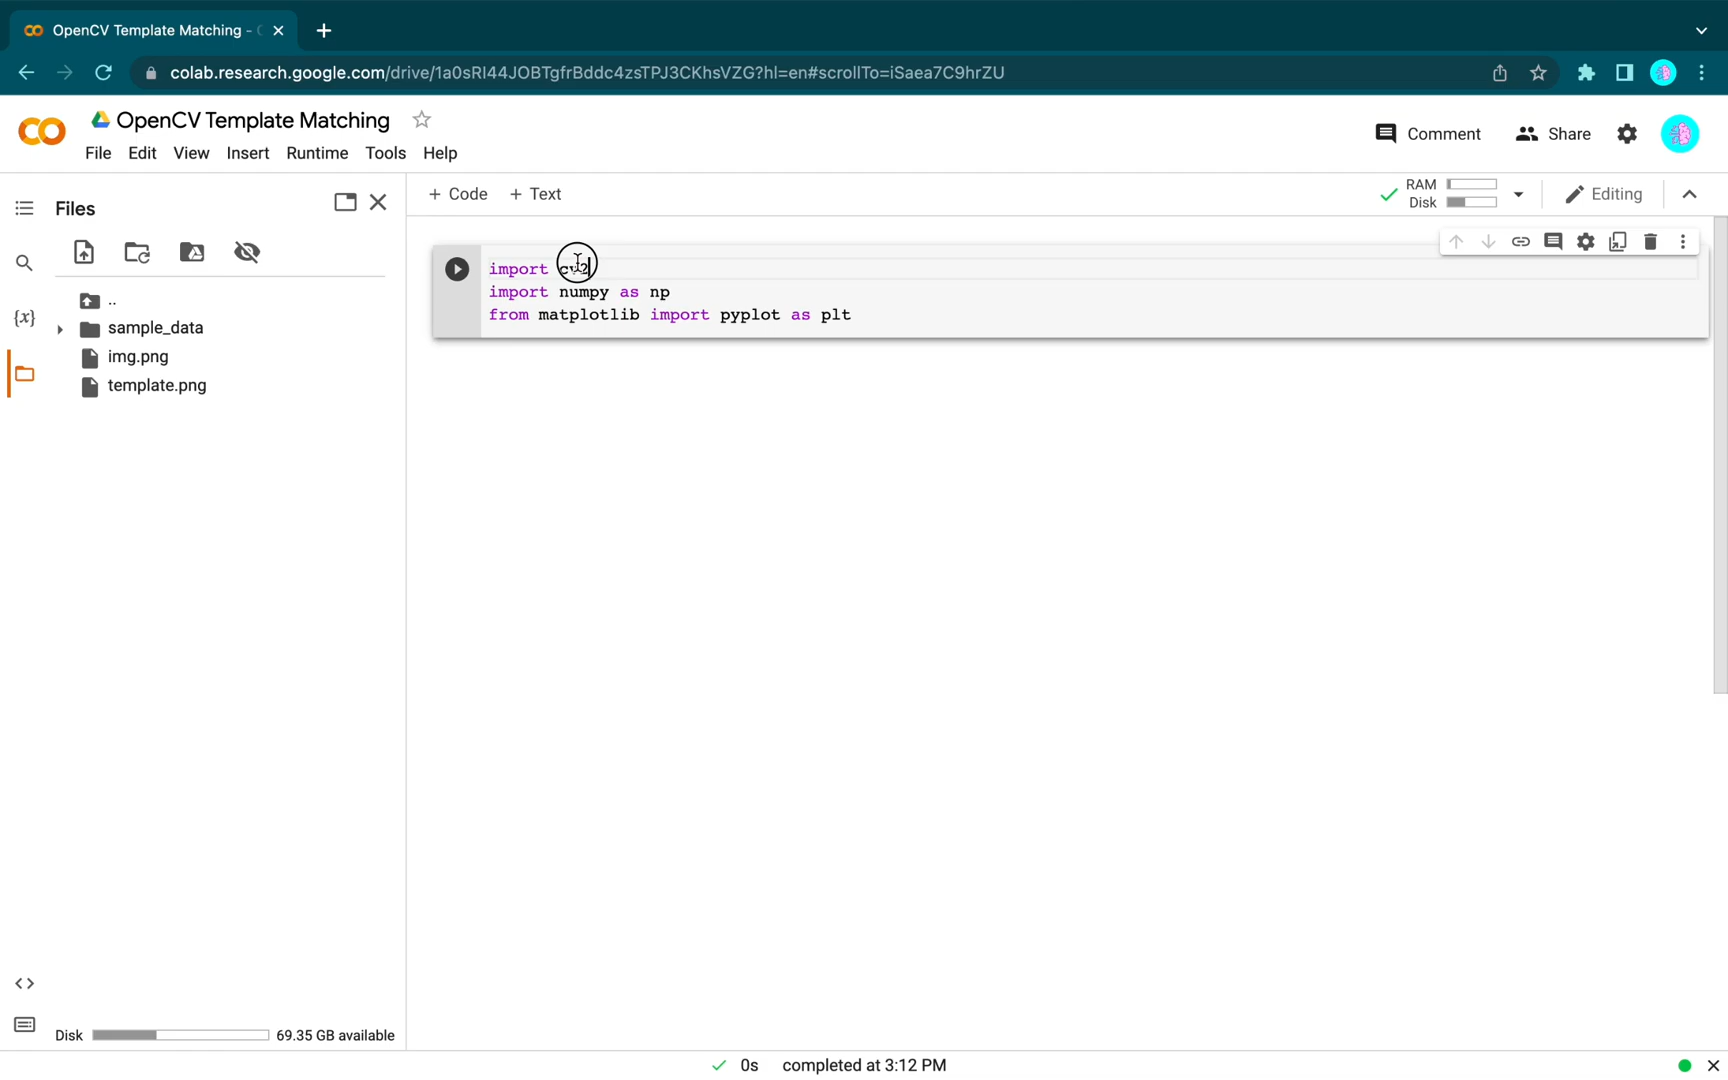 OpenCV Template Matching -
colab.research.google.com/drive/1a0sRI44JOBTgfrBddc4zsTPJ3CKhsVZG?hl=en#scrollTo=iSaea7C9hrZU
OpenCV Template Matching
Comment
Share
File Edit View Insert Runtime Tools Help
Files
+ Code + Text
RAM
Disk
Editing
..
sample_data
img.png
template.png
{x}
import cv2
import numpy as np
from matplotlib import pyplot as plt
Disk 69.35 GB available
0s completed at 3:12 PM